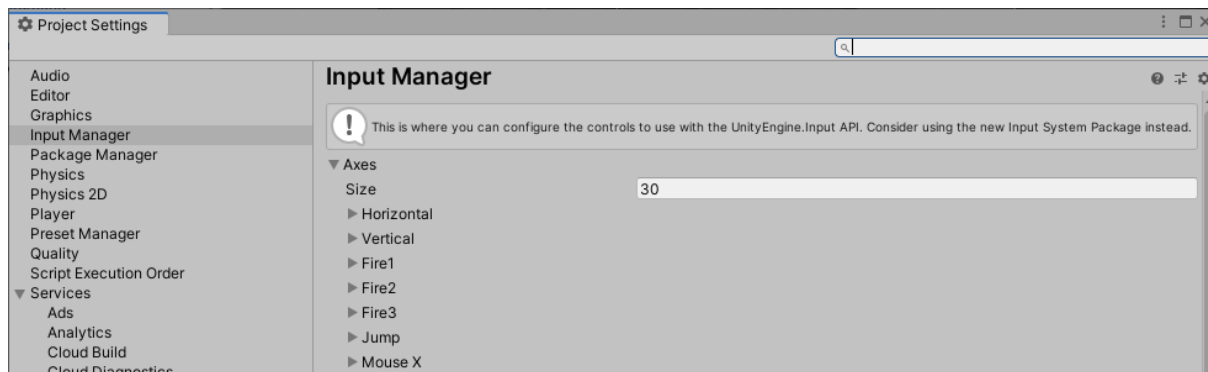 Project Settings
Audio
Editor
Graphics
Input Manager
Package Manager
Physics
Physics 2D
Player
Preset Manager
Quality
Script Execution Order
Services
Ads
Analytics
Cloud Build
Cloud Diagnostics
Input Manager
This is where you can configure the controls to use with the UnityEngine.Input API. Consider using the new Input System Package instead.
Axes
Size 30
Horizontal
Vertical
Fire1
Fire2
Fire3
Jump
Mouse X